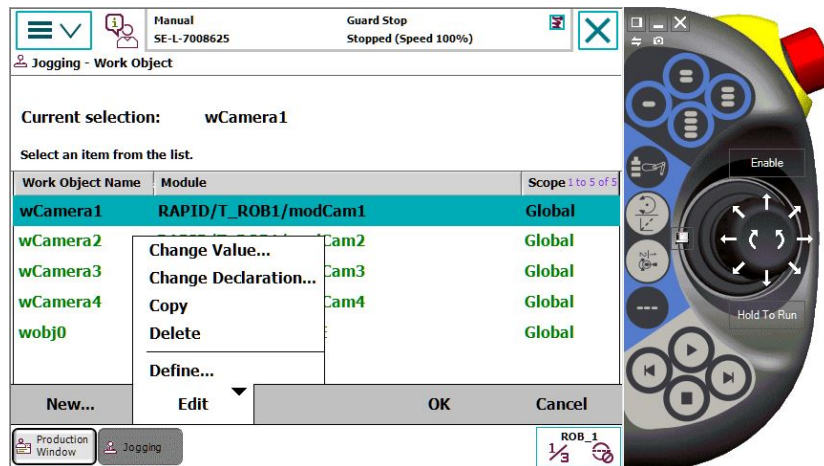 Manual
SE-L-7008625
Guard Stop
Stopped (Speed 100%)
Jogging - Work Object
Current selection: wCamera1
Select an item from the list.
Work Object Name Module Scope 1 to 5 of 5
wCamera1 RAPID/T_ROB1/modCam1 Global
wCamera2 Cam2 Global
wCamera3 Cam3 Global
wCamera4 Cam4 Global
wobj0 Global
Change Value...
Change Declaration...
Copy
Delete
Define...
New... Edit OK Cancel
Production
Window
Jogging
ROB_1
1/3
Enable
Hold To Run